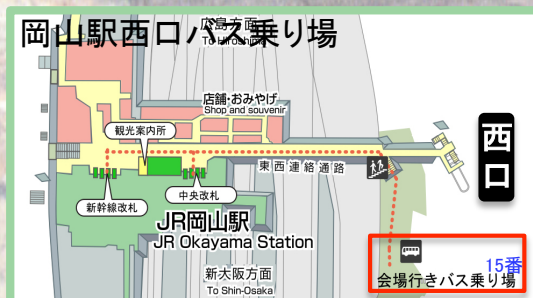 岡山駅西口バス乗り場
広島方面
To Hiroshima
店舗・おみやげ
Shop and souvenir
観光案内所
西口
東西連絡通路
新幹線改札
中央改札
JR岡山駅
JR Okayama Station
15番
会場行きバス乗り場
新大阪方面
To Shin-Osaka